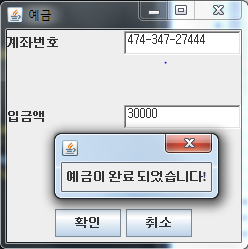 예금
계좌번호 474-347-27444
입금액 30000
예금이 완료 되었습니다!
확인 취소